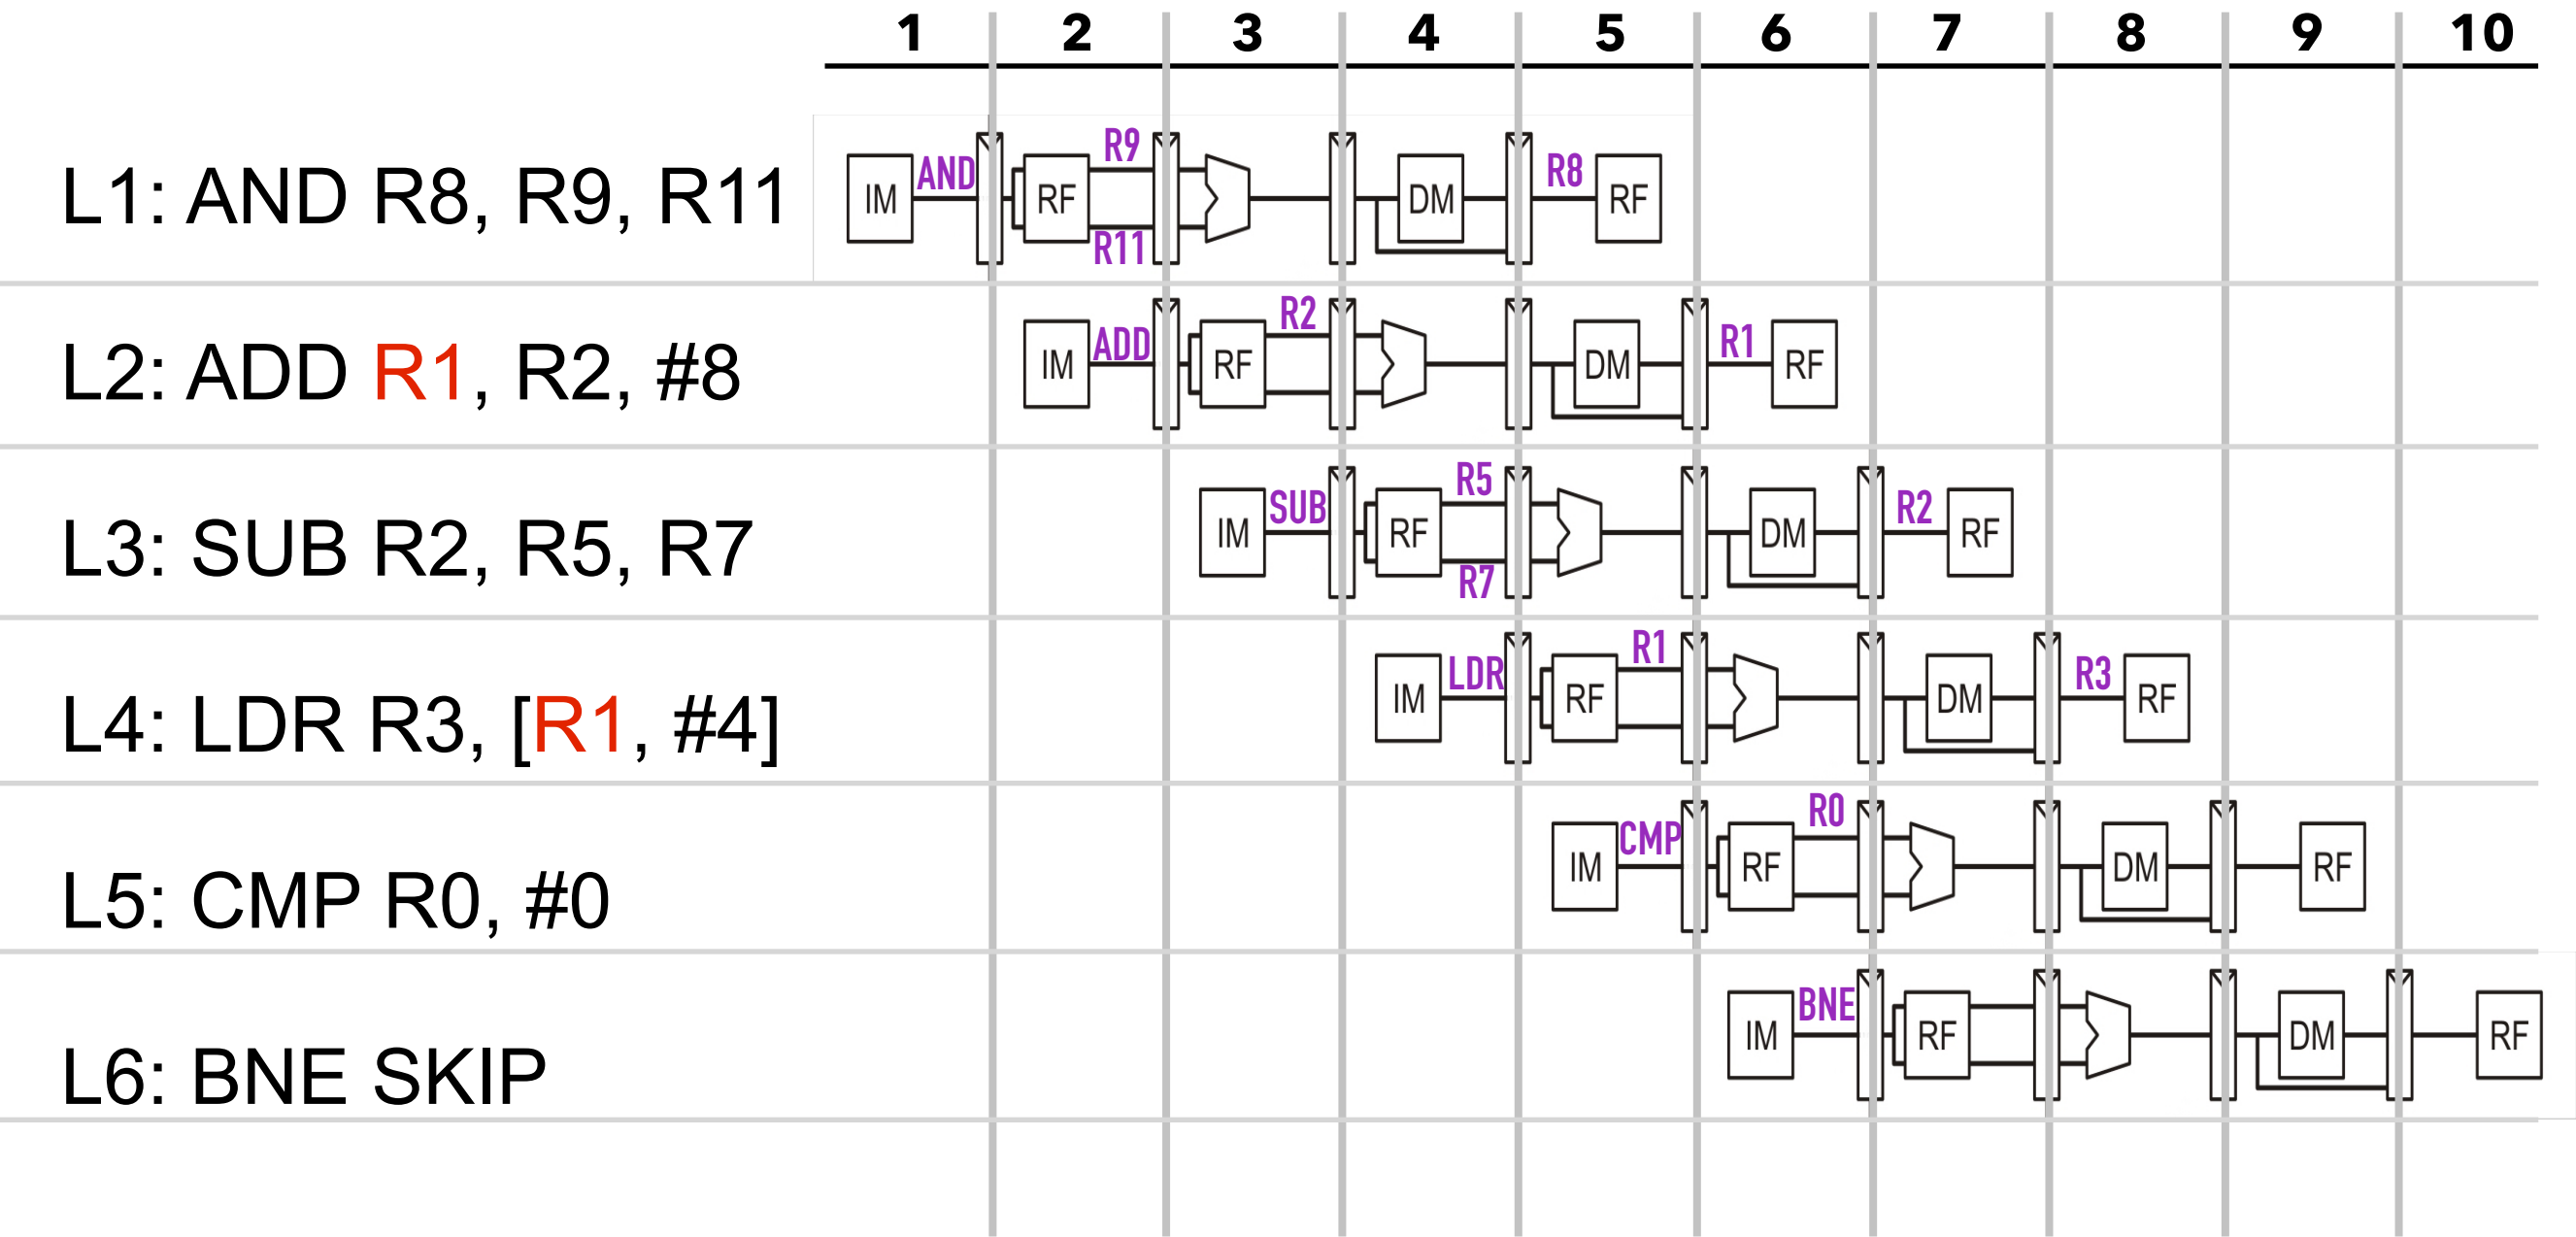 1 2 3 4 5 6 7 8 9 10
L1: AND R8, R9, R11 IM AND RF R9 R11 DM R8 RF
L2: ADD R1, R2, #8 IM ADD RF R2 DM R1 RF
L3: SUB R2, R5, R7 IM SUB RF R5 R7 DM R2 RF
L4: LDR R3, [R1, #4] IM LDR RF R1 DM R3 RF
L5: CMP R0, #0 IM CMP RF R0 DM RF
L6: BNE SKIP IM BNE RF DM RF